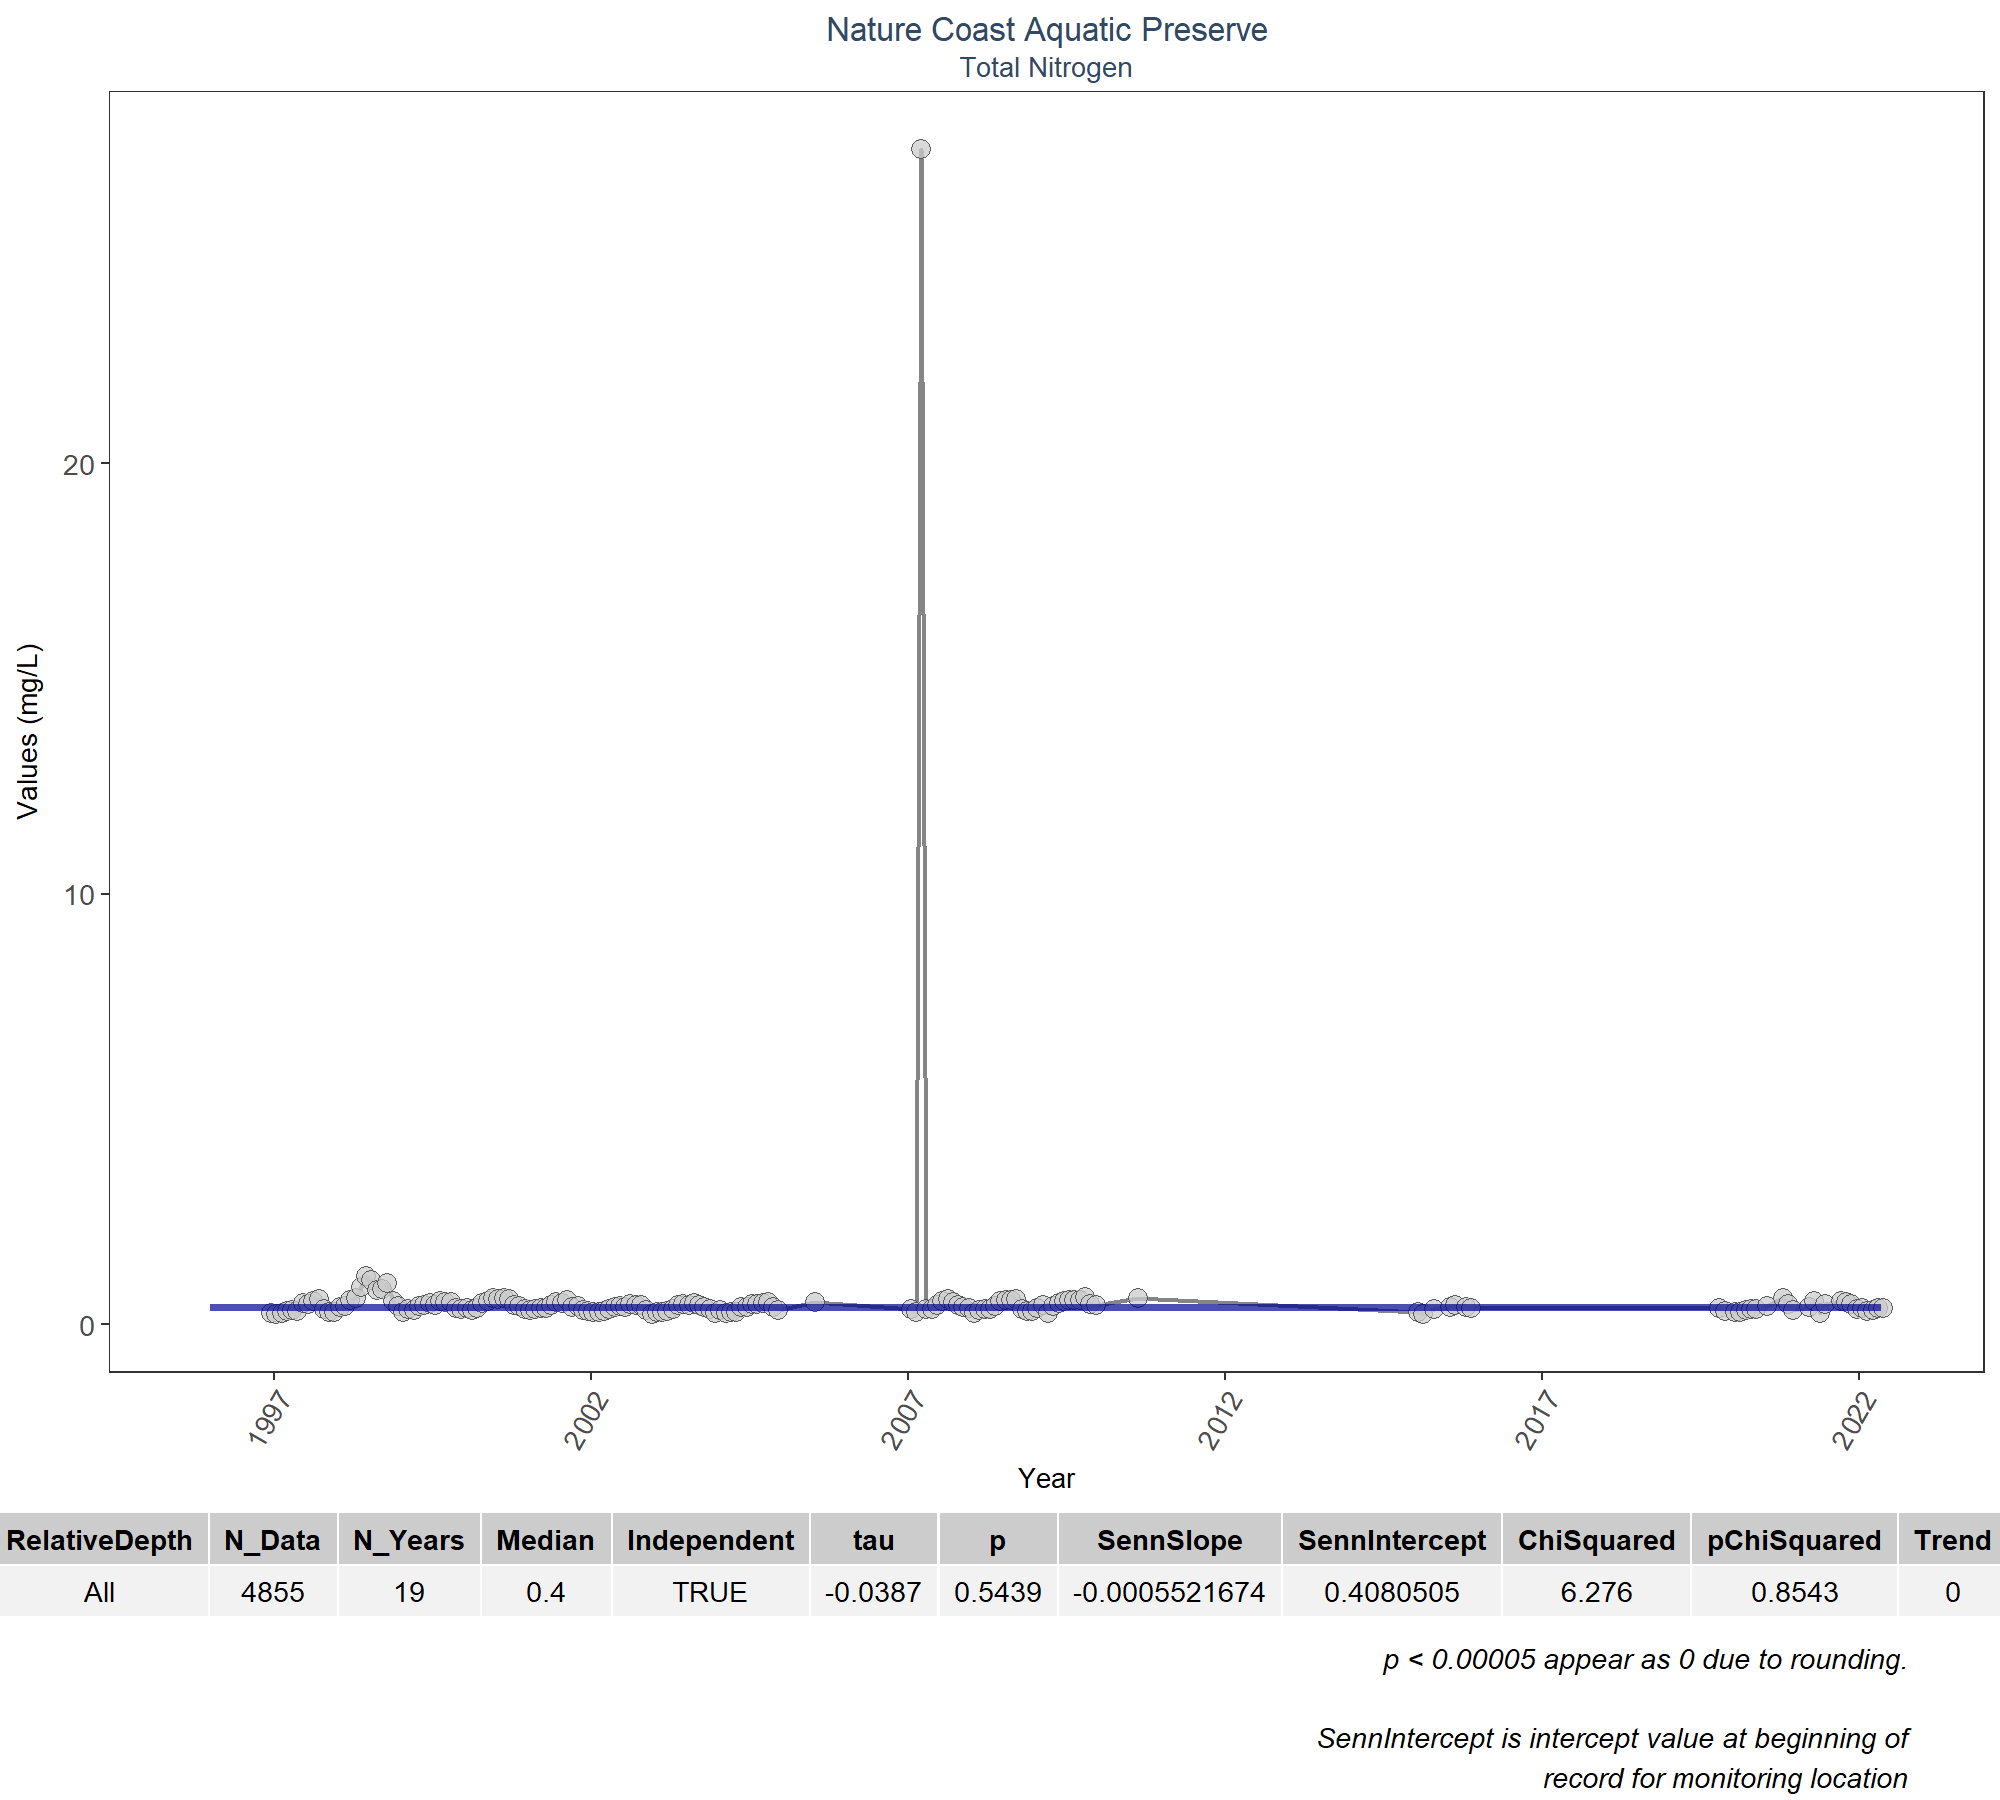 Nature Coast Aquatic Preserve
Total Nitrogen
Values (mg/L)
20
10
0
1997 2002 2007 2012 2017 2022
Year
RelativeDepth N_Data N_Years Median Independent tau p SennSlope SennIntercept ChiSquared pChiSquared Trend
All 4855 19 0.4 TRUE -0.0387 0.5439 -0.0005521674 0.4080505 6.276 0.8543 0
p < 0.00005 appear as 0 due to rounding.
SennIntercept is intercept value at beginning of
record for monitoring location